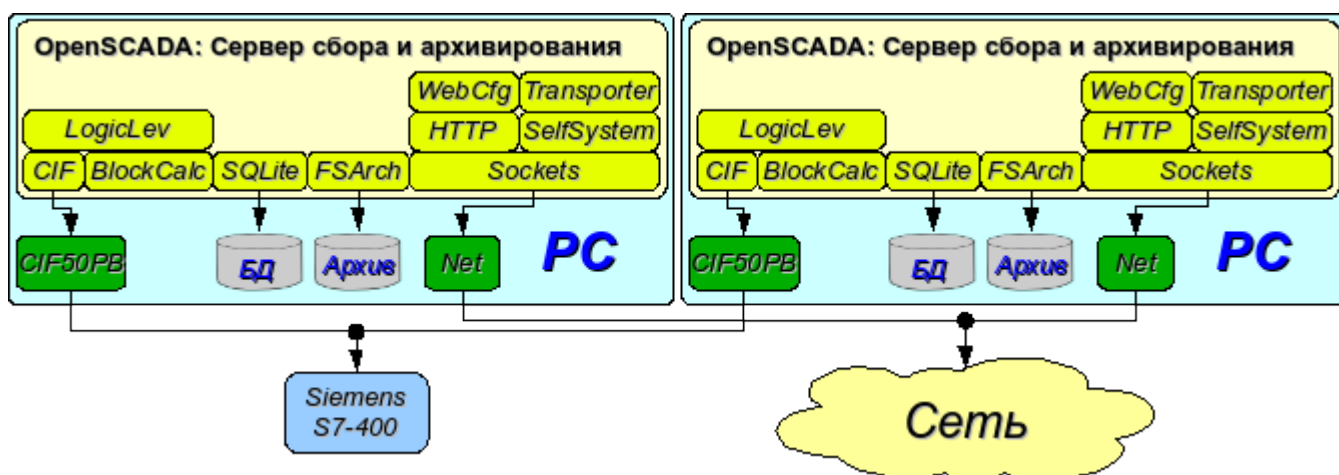 OpenSCADA: Сервер сбора и архивирования
WebCfg Transporter
LogicLev HTTP SelfSystem
CIF BlockCalc SQLite FSArch Sockets
CIF50PB БД Архив Net PC
OpenSCADA: Сервер сбора и архивирования
WebCfg Transporter
LogicLev HTTP SelfSystem
CIF BlockCalc SQLite FSArch Sockets
CIF50PB БД Архив Net PC
Siemens
S7-400
Сеть